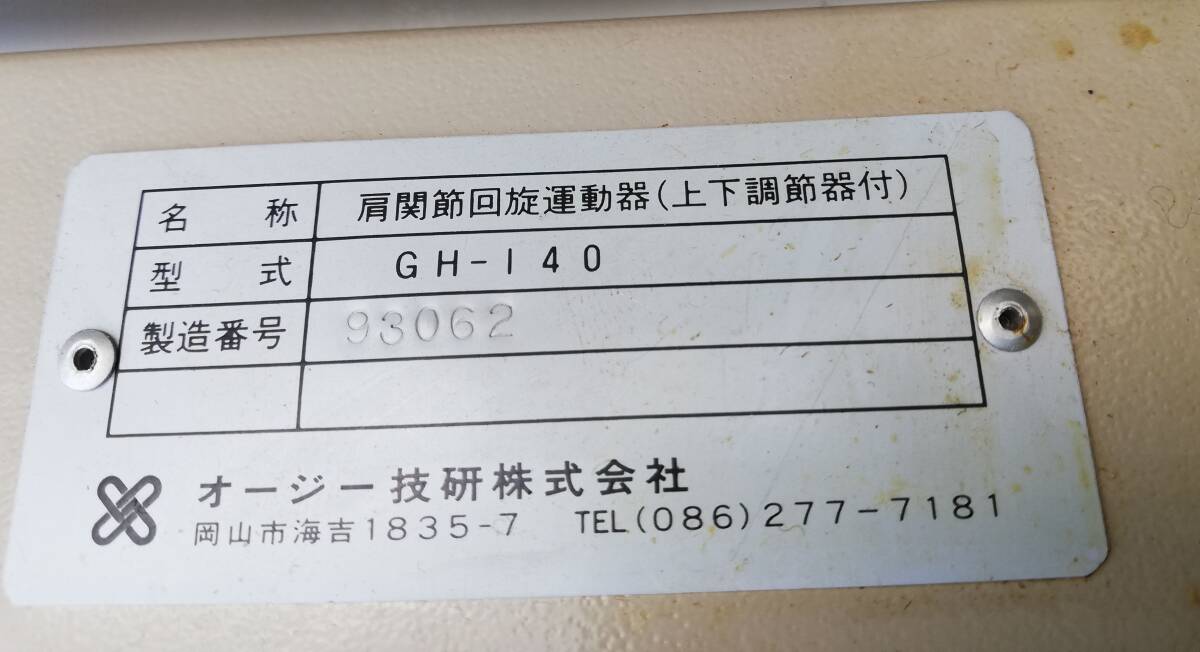 名称 肩関節回旋運動器(上下調節器付)
型式 GH-140
製造番号 93062
オージー技研株式会社
岡山市海吉1835-7 TEL(086)277-7181